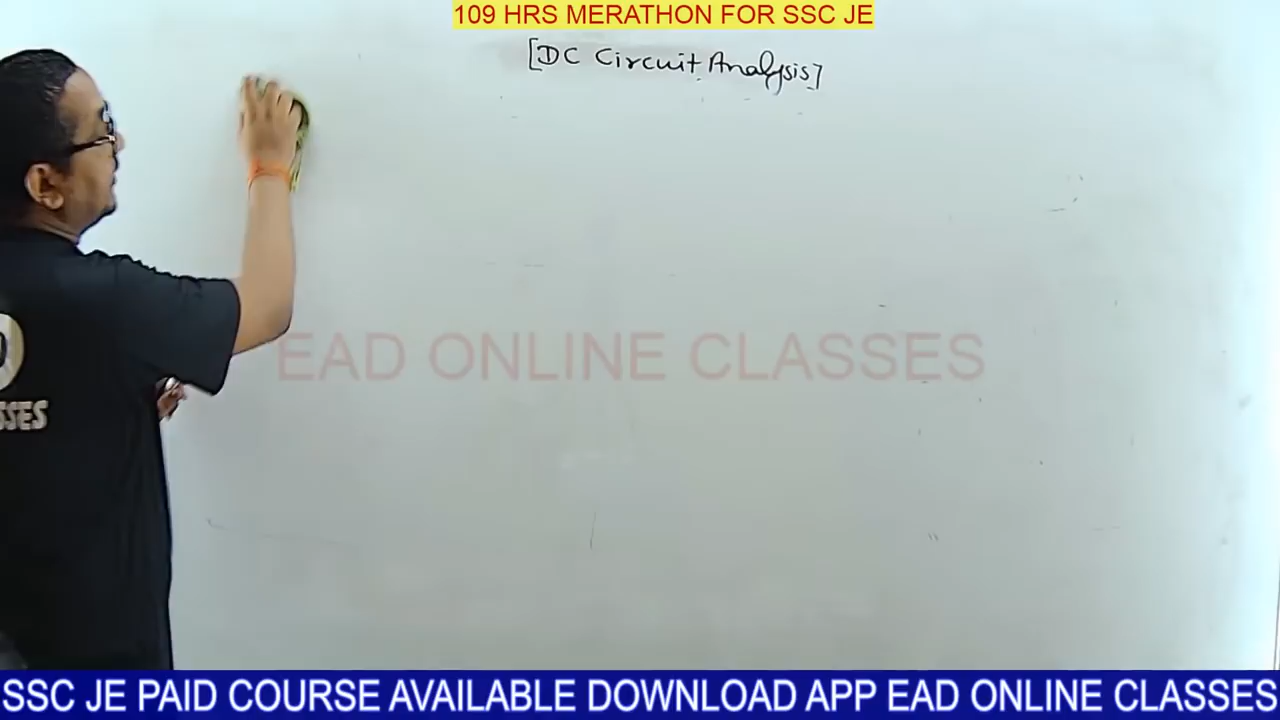 109 HRS MERATHON FOR SSC JE
[DC Circuit Analysis]
EAD ONLINE CLASSES
SSES
SSC JE PAID COURSE AVAILABLE DOWNLOAD APP EAD ONLINE CLASSES